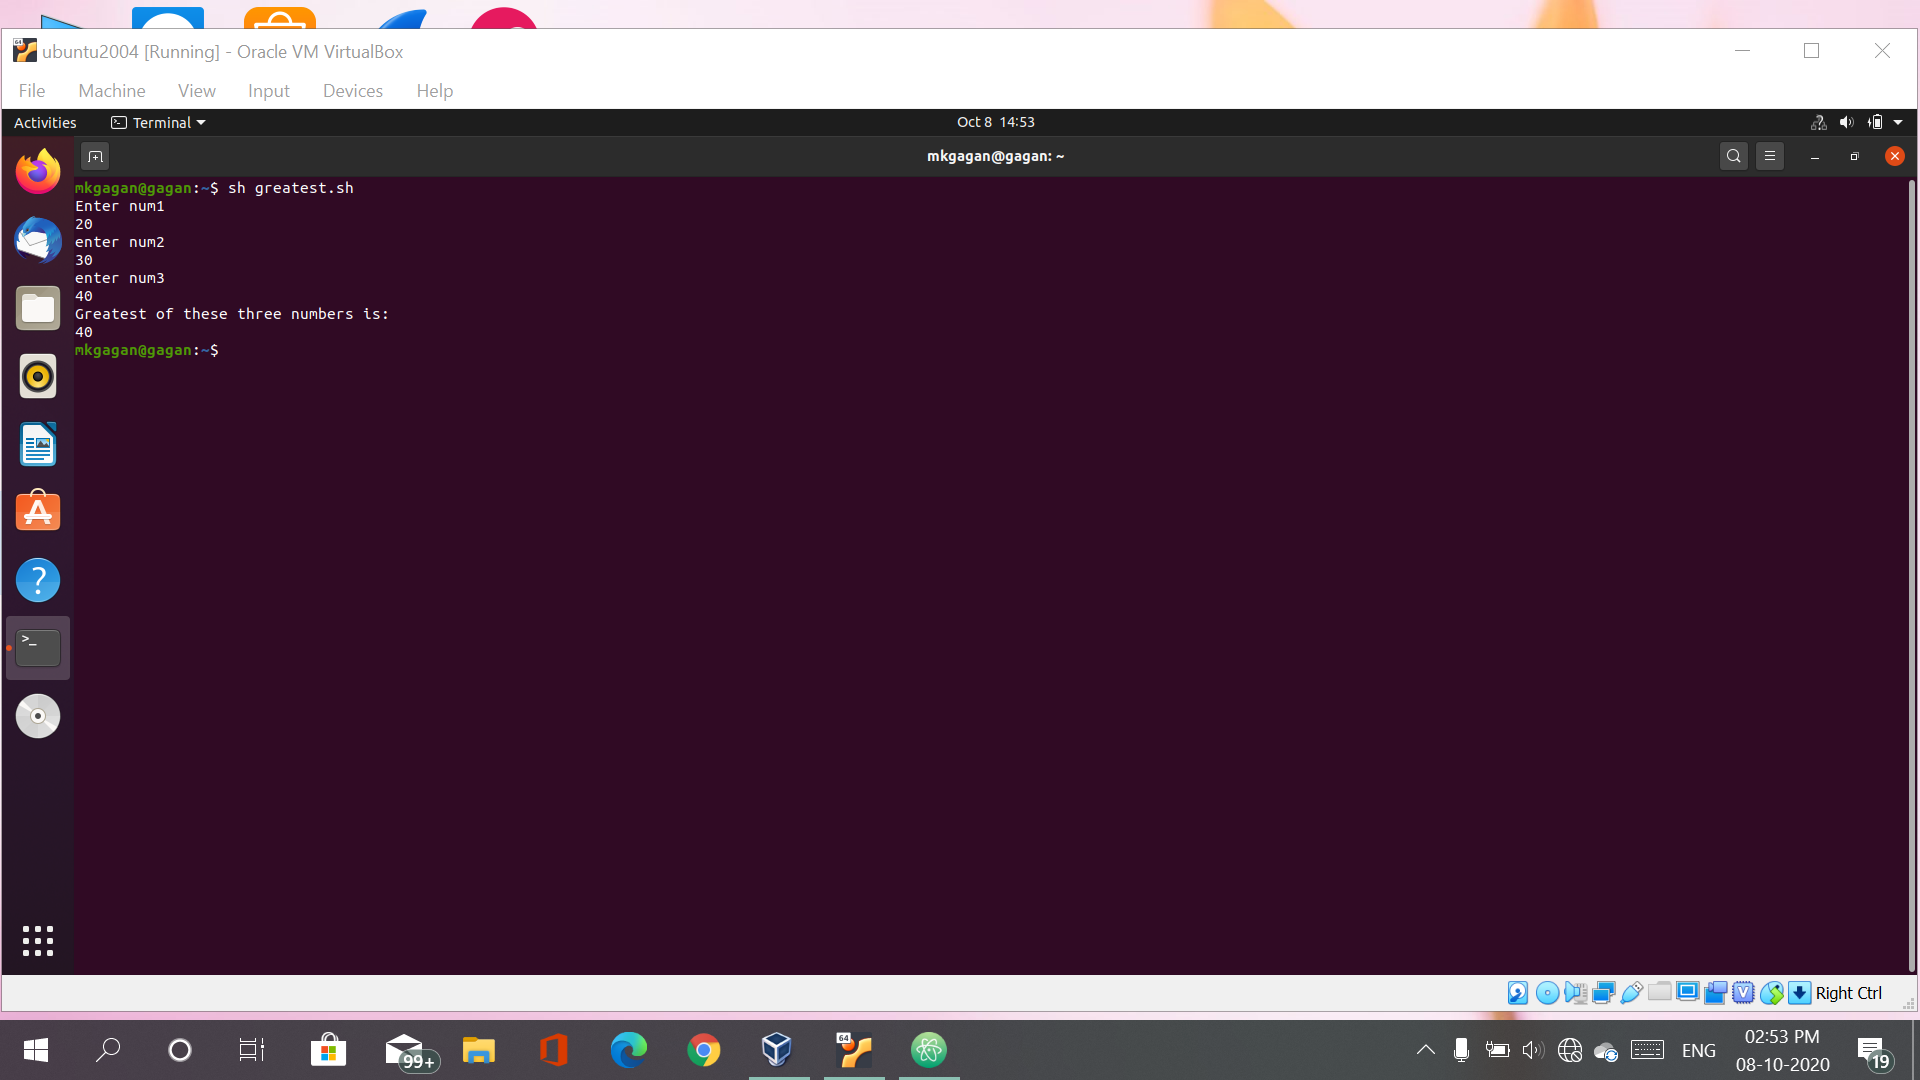 ubuntu2004 [Running] - Oracle VM VirtualBox
File Machine View Input Devices Help
Activities Terminal Oct 8 14:53
mkgagan@gagan: ~
mkgagan@gagan:~$ sh greatest.sh
Enter num1
20
enter num2
30
enter num3
40
Greatest of these three numbers is:
40
mkgagan@gagan:~$
Right Ctrl
99+
64
ENG
02:53 PM
08-10-2020
19